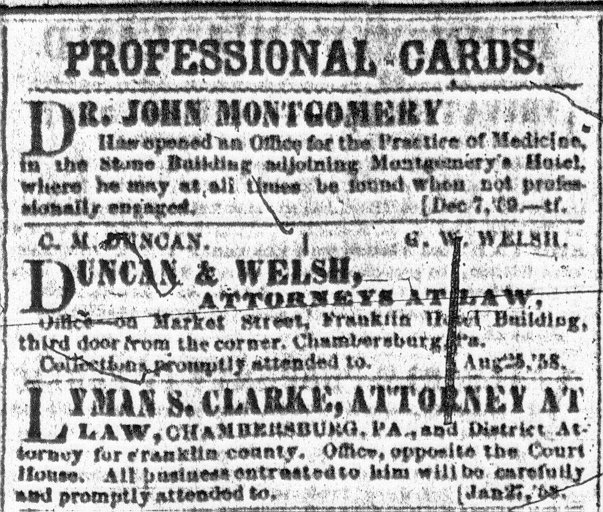 PROFESSIONAL CARDS.
DR. JOHN MONTGOMERY
Has opened an Office for the Practice of Medicine,
in the Stone Building adjoining Montgomery's Hotel,
where he may at all times be found when not profes-
sionally engaged. [Dec 7,'59.—tf.
C. M. DUNCAN. G. W. WELSH.
DUNCAN & WELSH,
ATTORNEYS AT LAW,
Office—on Market Street, Franklin Hotel Building,
third door from the corner. Chambersburg, Pa.
Collections promptly attended to. Aug 25,'58.
LYMAN S. CLARKE, ATTORNEY AT
LAW, CHAMBERSBURG, PA., and District At-
torney for Franklin county. Office, opposite the Court
House. All business entrusted to him will be carefully
and promptly attended to. [Jan 27,'58.